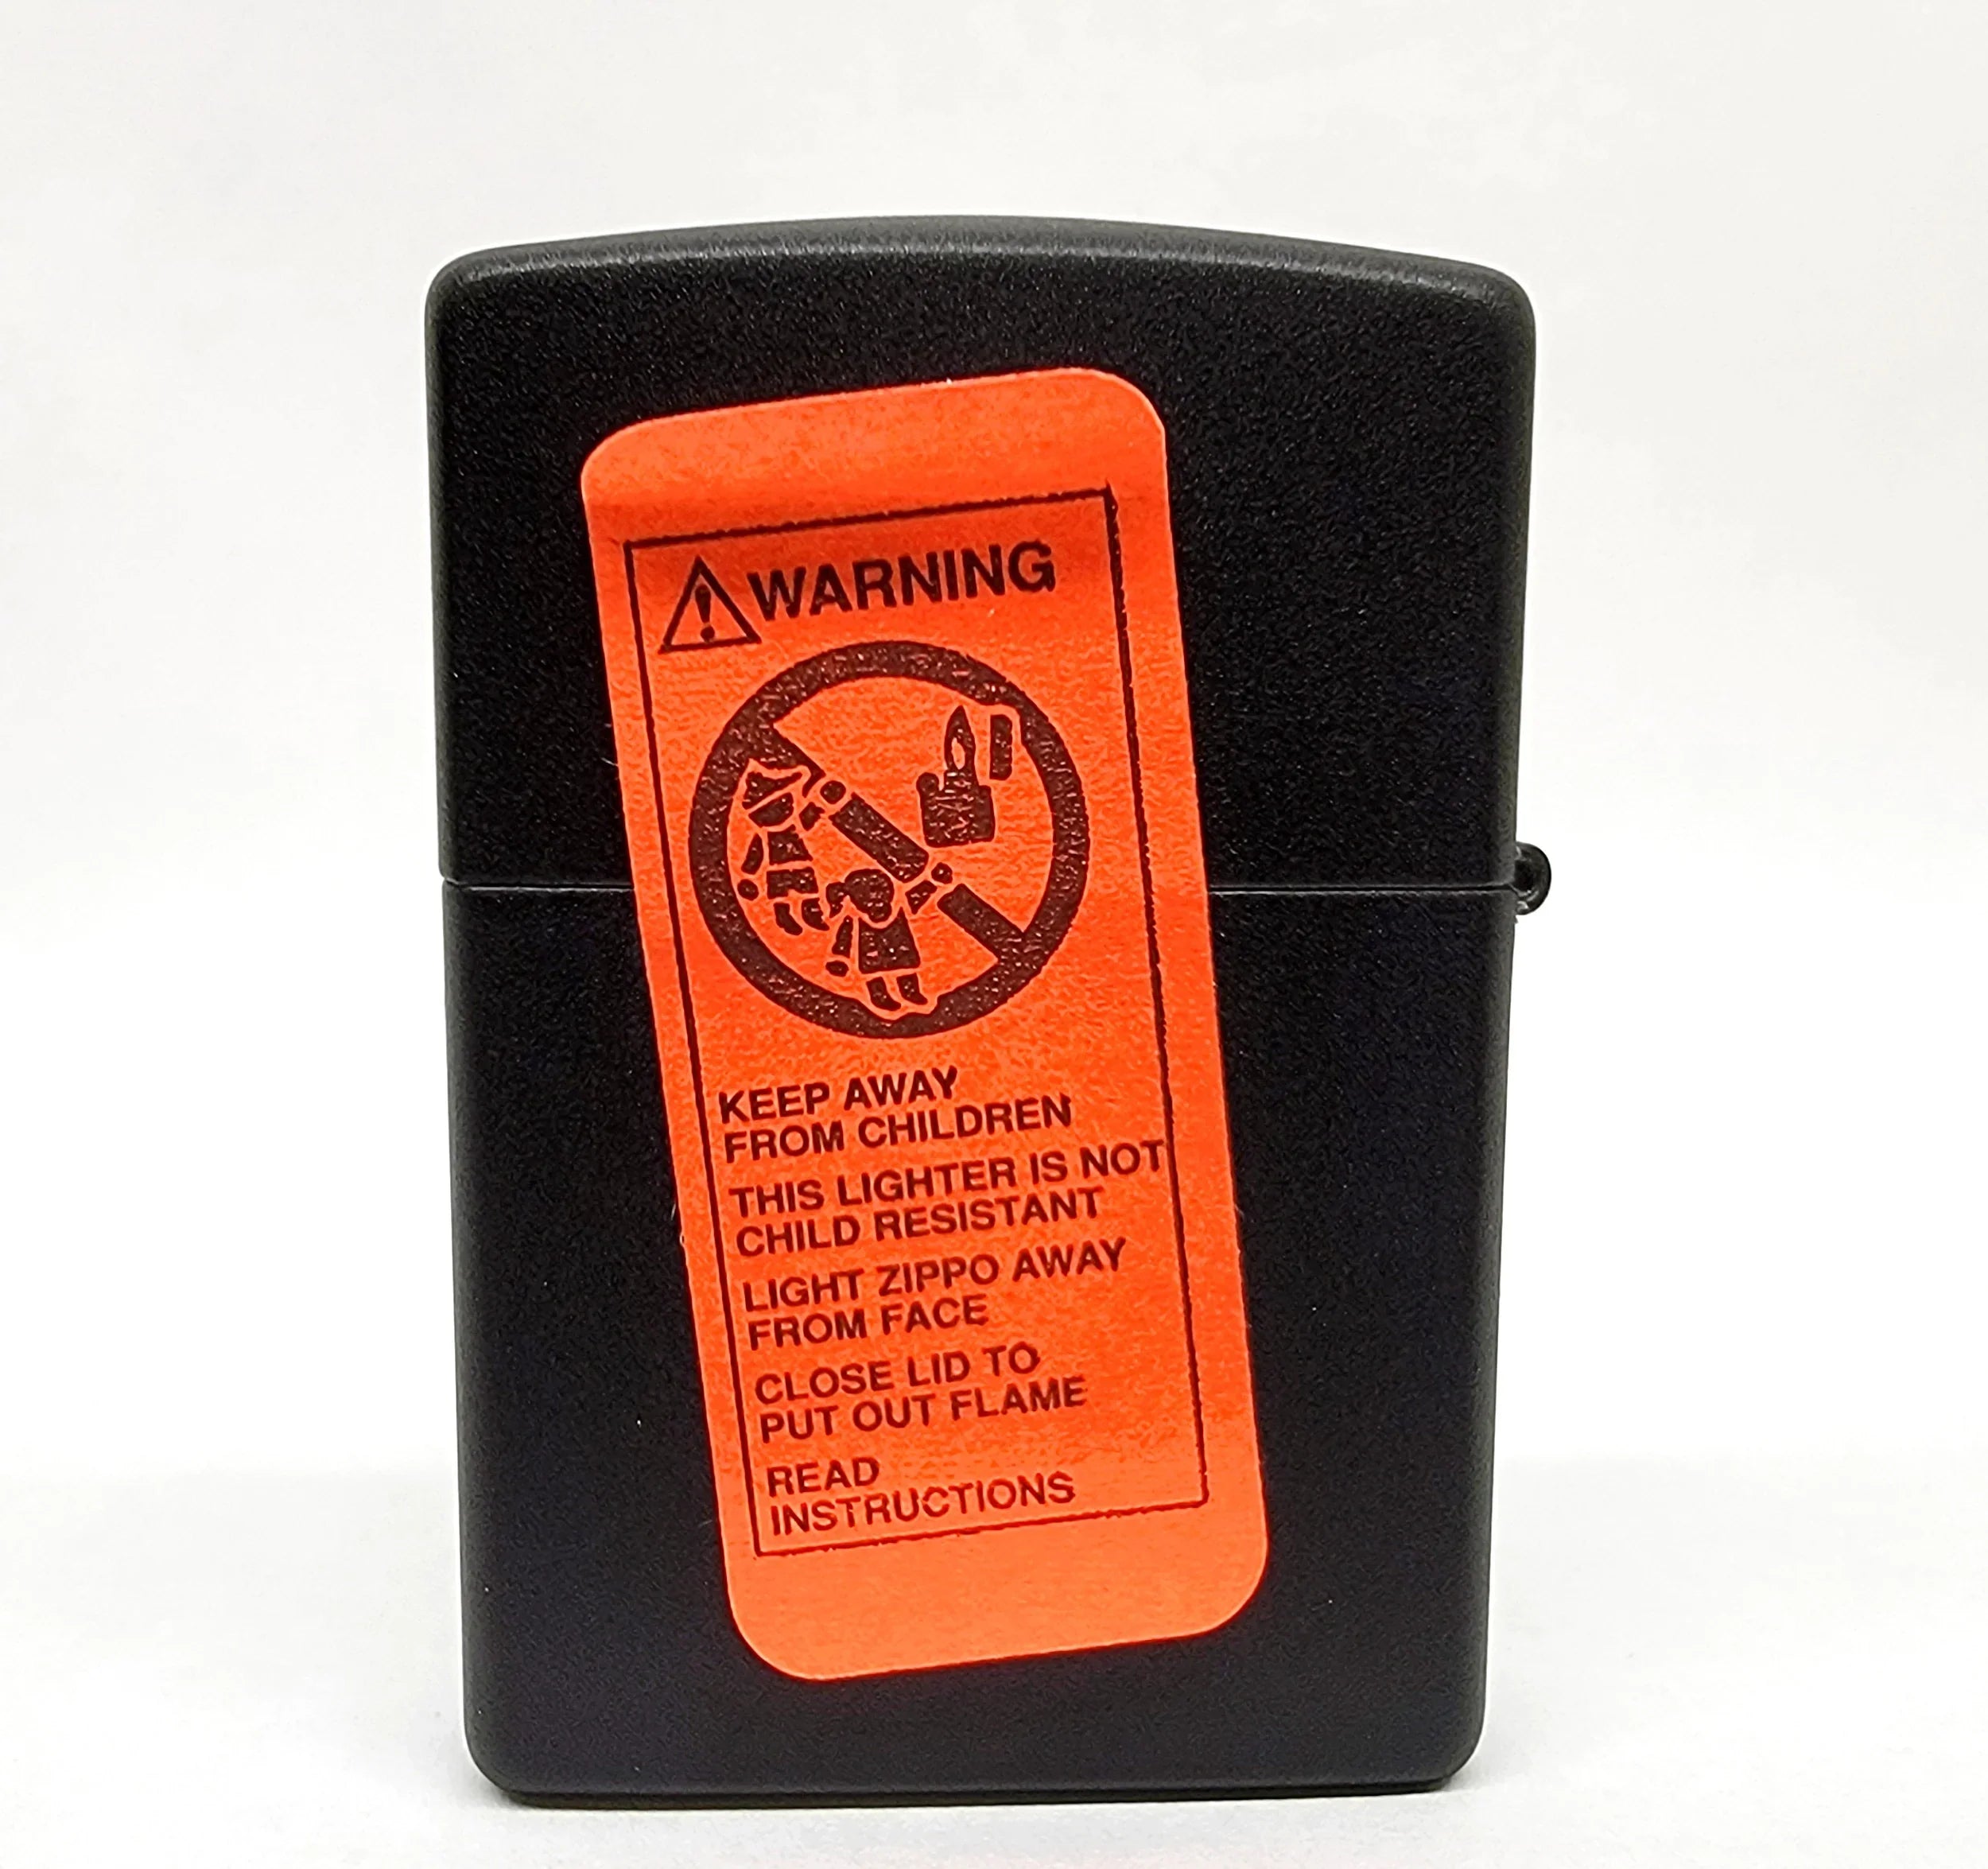 WARNING
KEEP AWAY
FROM CHILDREN
THIS LIGHTER IS NOT
CHILD RESISTANT
LIGHT ZIPPO AWAY
FROM FACE
CLOSE LID TO
PUT OUT FLAME
READ
INSTRUCTIONS